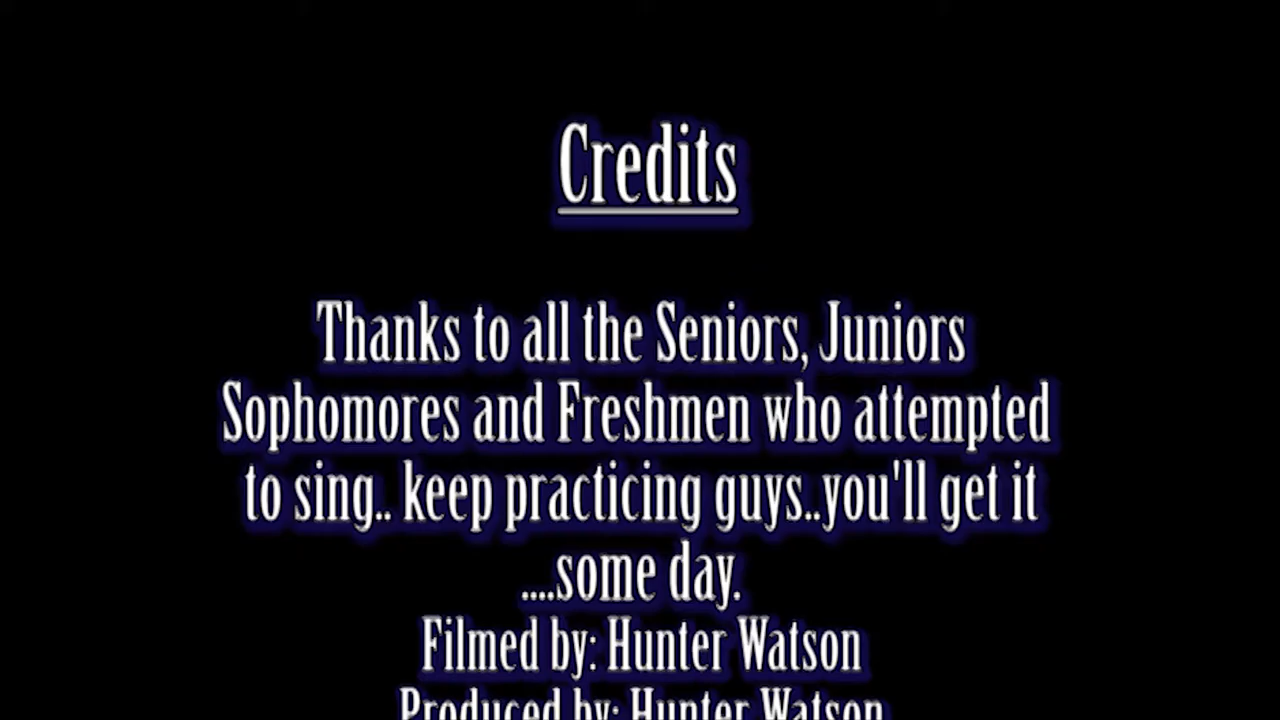 Credits
Thanks to all the Seniors, Juniors
Sophomores and Freshmen who attempted
to sing.. keep practicing guys..you'll get it
....some day.
Filmed by: Hunter Watson
Produced by: Hunter Watson